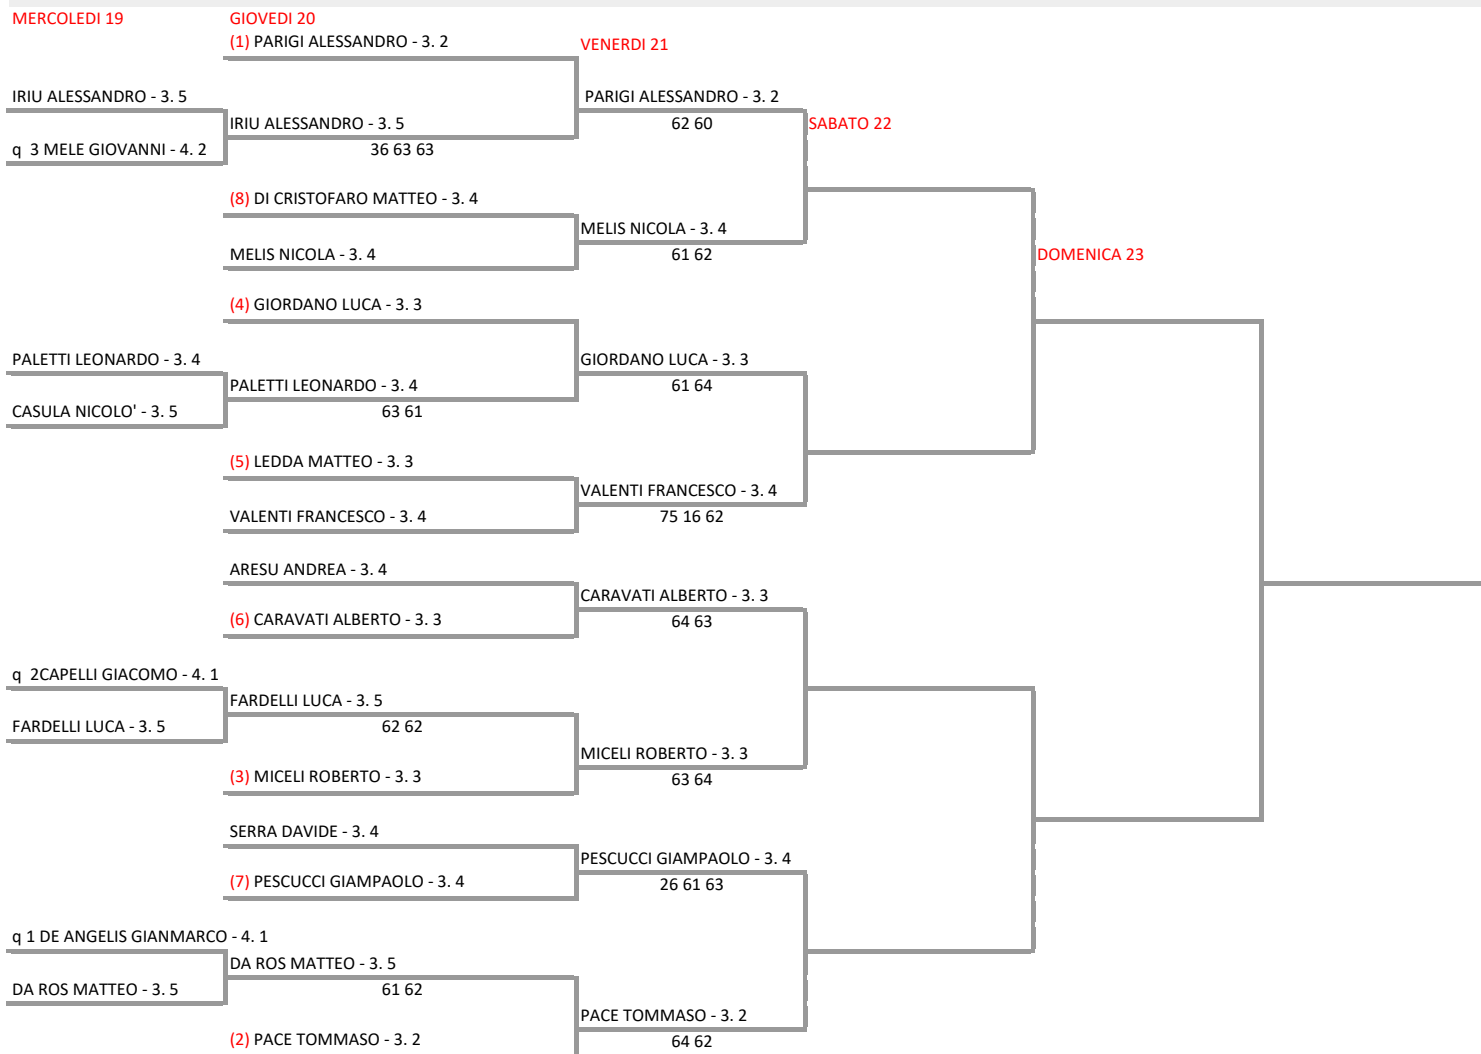 MERCOLEDI 19 GIOVEDI 20
(1) PARIGI ALESSANDRO - 3. 2 VENERDI 21
IRIU ALESSANDRO - 3. 5 PARIGI ALESSANDRO - 3. 2
IRIU ALESSANDRO - 3. 5 62 60 SABATO 22
q 3 MELE GIOVANNI - 4. 2 36 63 63
(8) DI CRISTOFARO MATTEO - 3. 4
MELIS NICOLA - 3. 4
MELIS NICOLA - 3. 4 61 62 DOMENICA 23
(4) GIORDANO LUCA - 3. 3
PALETTI LEONARDO - 3. 4 GIORDANO LUCA - 3. 3
PALETTI LEONARDO - 3. 4 61 64
CASULA NICOLO' - 3. 5 63 61
(5) LEDDA MATTEO - 3. 3
VALENTI FRANCESCO - 3. 4
VALENTI FRANCESCO - 3. 4 75 16 62
ARESU ANDREA - 3. 4
CARAVATI ALBERTO - 3. 3
(6) CARAVATI ALBERTO - 3. 3 64 63
q 2CAPELLI GIACOMO - 4. 1
FARDELLI LUCA - 3. 5
FARDELLI LUCA - 3. 5 62 62
MICELI ROBERTO - 3. 3
(3) MICELI ROBERTO - 3. 3 63 64
SERRA DAVIDE - 3. 4
PESCUCCI GIAMPAOLO - 3. 4
(7) PESCUCCI GIAMPAOLO - 3. 4 26 61 63
q 1 DE ANGELIS GIANMARCO - 4. 1
DA ROS MATTEO - 3. 5
DA ROS MATTEO - 3. 5 61 62
PACE TOMMASO - 3. 2
(2) PACE TOMMASO - 3. 2 64 62